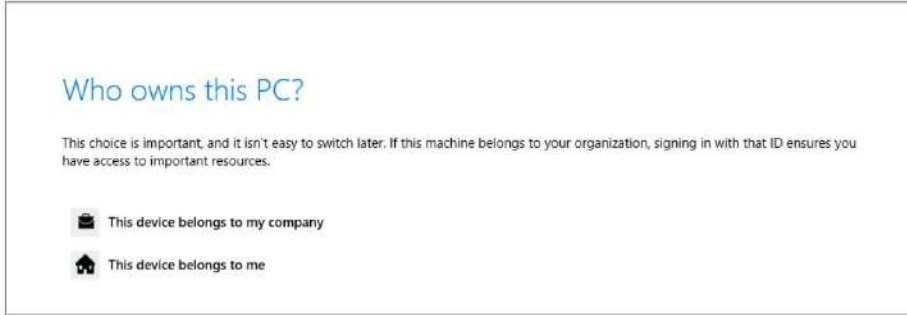 Who owns this PC?
This choice is important, and it isn't easy to switch later. If this machine belongs to your organization, signing in with that ID ensures you
have access to important resources.
This device belongs to my company
This device belongs to me